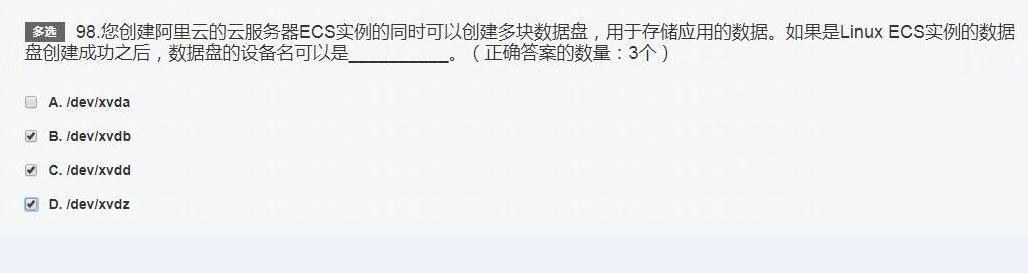 多选 98.您创建阿里云的云服务器ECS实例的同时可以创建多块数据盘，用于存储应用的数据。如果是Linux ECS实例的数据
盘创建成功之后，数据盘的设备名可以是___________。（正确答案的数量：3个）
A. /dev/xvda
B. /dev/xvdb
C. /dev/xvdd
D. /dev/xvdz